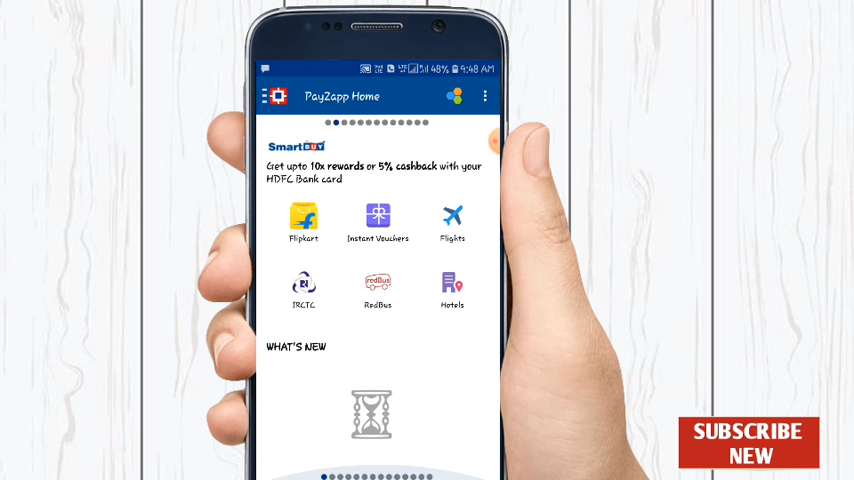 48% 9:48 AM
PayZapp Home
SmartBUY
Get upto 10x rewards or 5% cashback with your
HDFC Bank card
Flipkart
Instant Vouchers
Flights
IRCTC
redBus
RedBus
Hotels
WHAT'S NEW
SUBSCRIBE
NEW